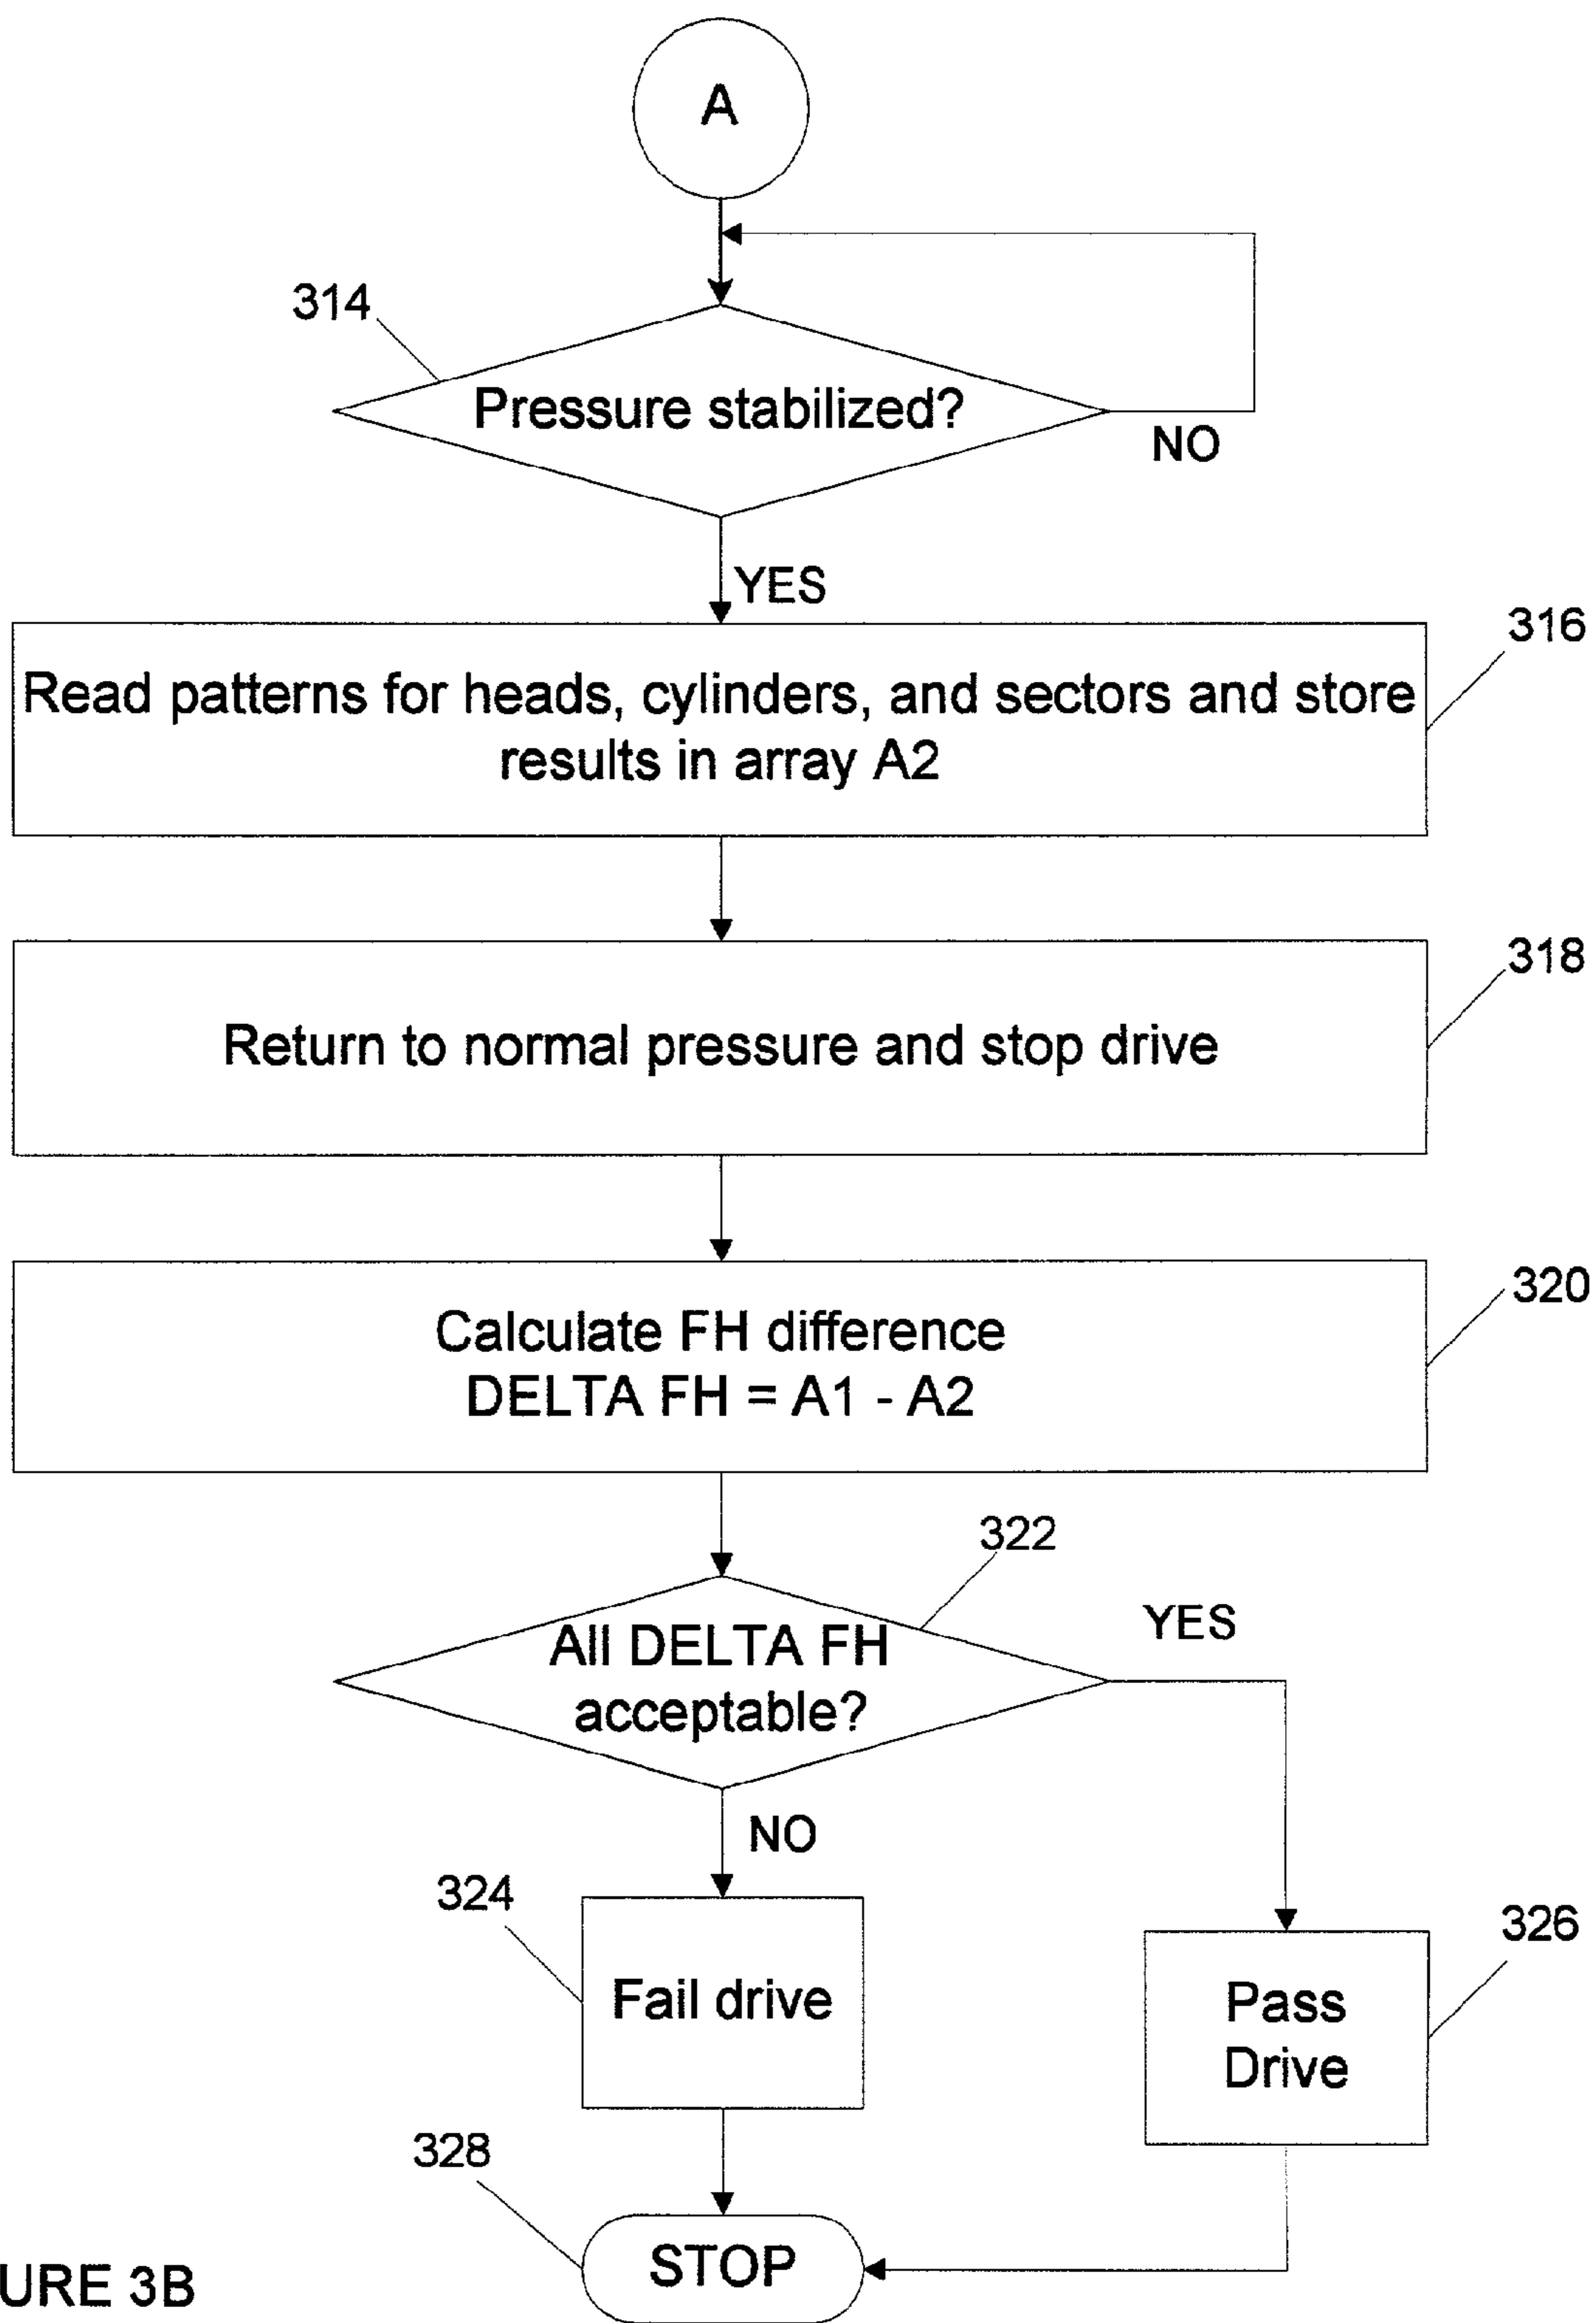 A
314
Pressure stabilized?
NO
YES
316
Read patterns for heads, cylinders, and sectors and store
results in array A2
318
Return to normal pressure and stop drive
320
Calculate FH difference
DELTA FH = A1 - A2
322
All DELTA FH
acceptable?
YES
NO
324
Fail drive
326
Pass
Drive
328
STOP
URE 3B